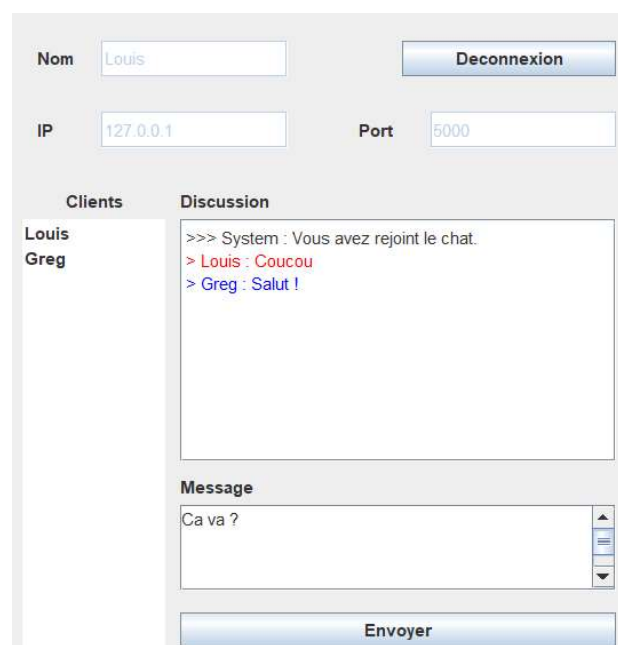 Nom Louis Deconnexion
IP 127.0.0.1 Port 5000
Clients Discussion
Louis
Greg
>>> System : Vous avez rejoint le chat.
> Louis : Coucou
> Greg : Salut !
Message
Ca va ?
Envoyer